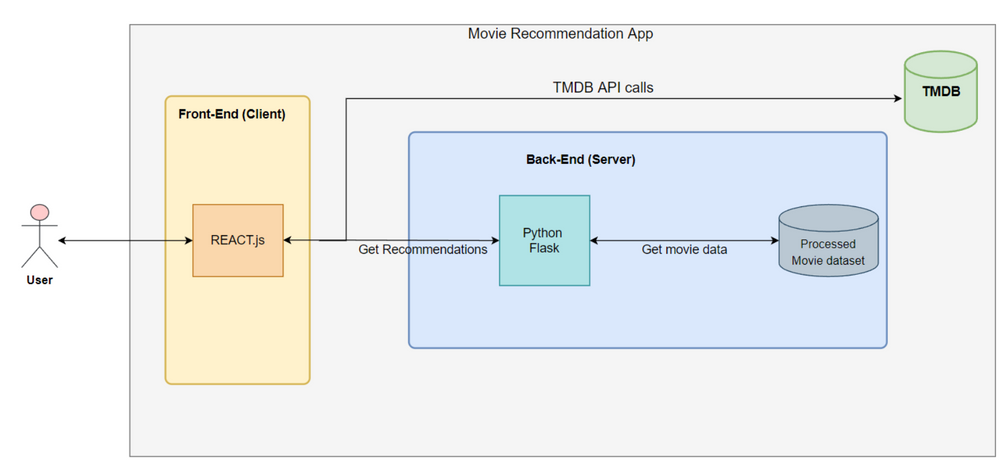 Movie Recommendation App
TMDB API calls
TMDB
Front-End (Client)
Back-End (Server)
REACT.js
Get Recommendations
Python
Flask
Get movie data
Processed
Movie dataset
User